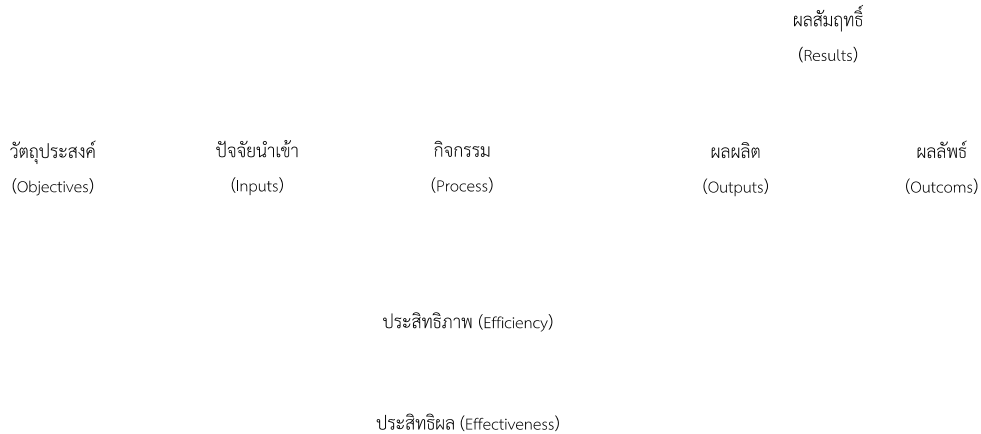 ผลสัมฤทธิ์
(Results)
วัตถุประสงค์
(Objectives)
ปัจจัยนำเข้า
(Inputs)
กิจกรรม
(Process)
ผลผลิต
(Outputs)
ผลลัพธ์
(Outcoms)
ประสิทธิภาพ (Efficiency)
ประสิทธิผล (Effectiveness)